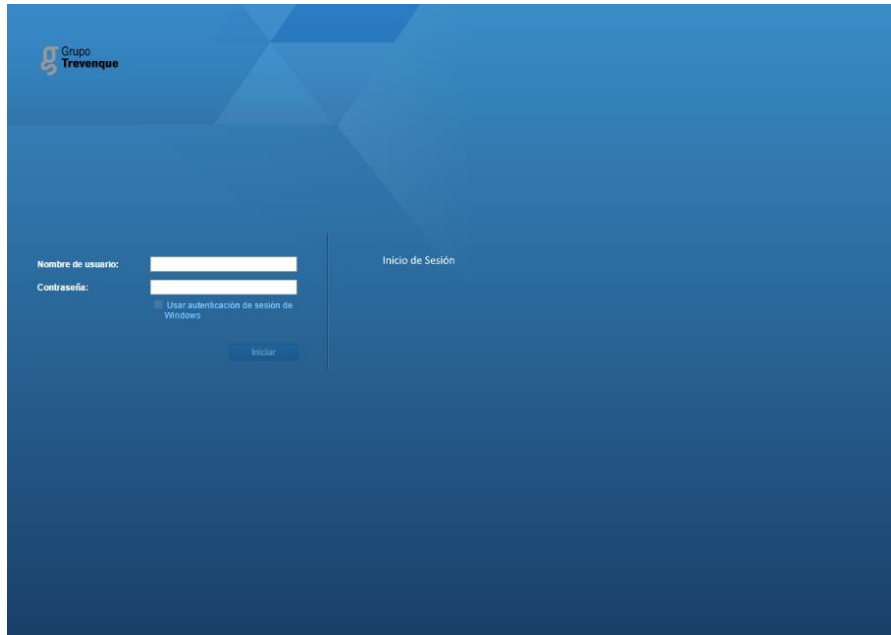 Grupo
Trevenque
Nombre de usuario:
Contraseña:
Usar autenticación de sesión de
Windows
Iniciar
Inicio de Sesión